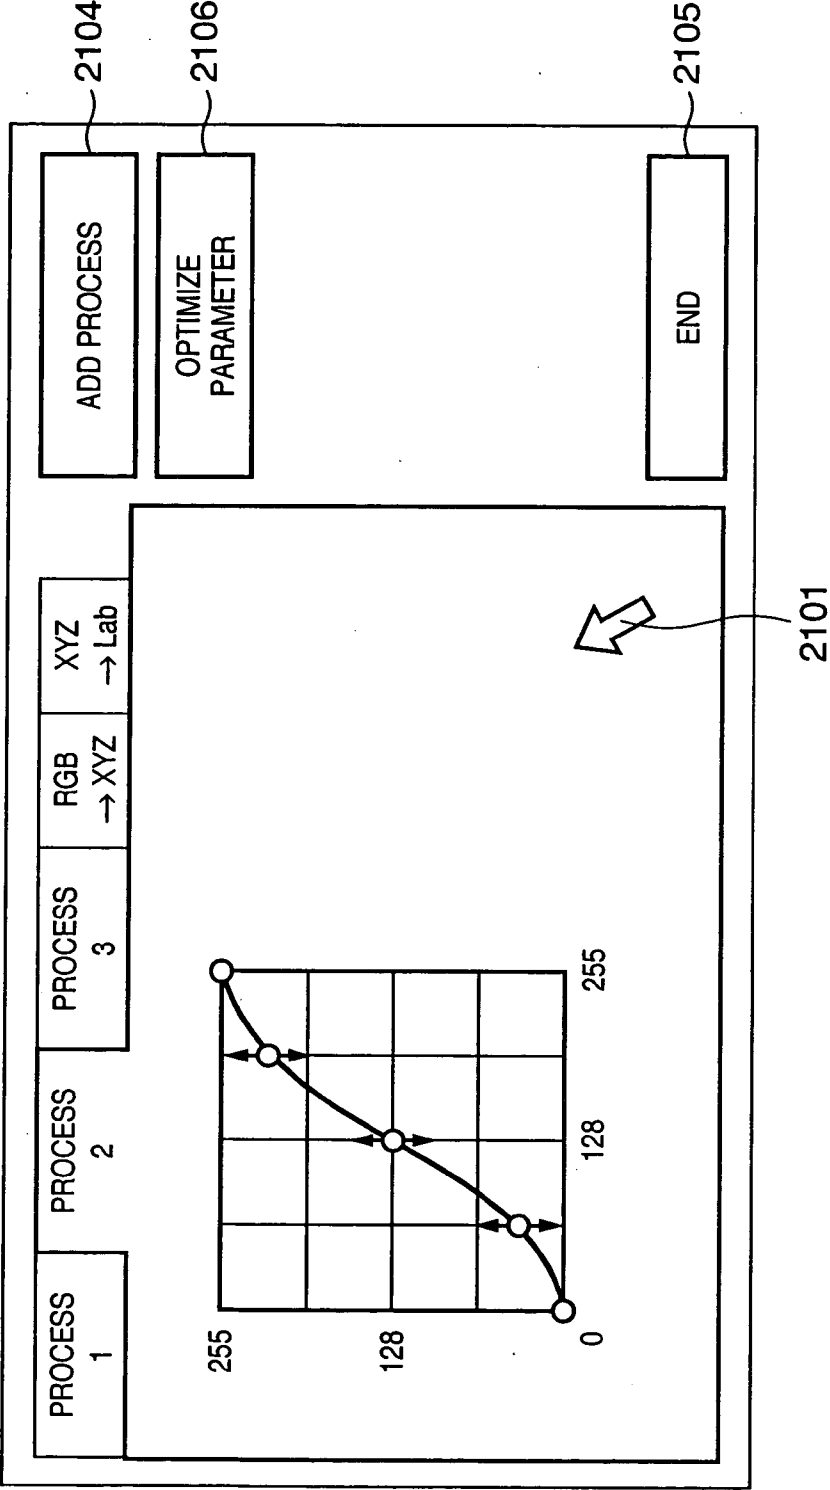 PROCESS
1
PROCESS
2
PROCESS
3
RGB
→XYZ
XYZ
→Lab
ADD PROCESS
2104
OPTIMIZE
PARAMETER
2106
END
2105
255
128
0
128
255
2101